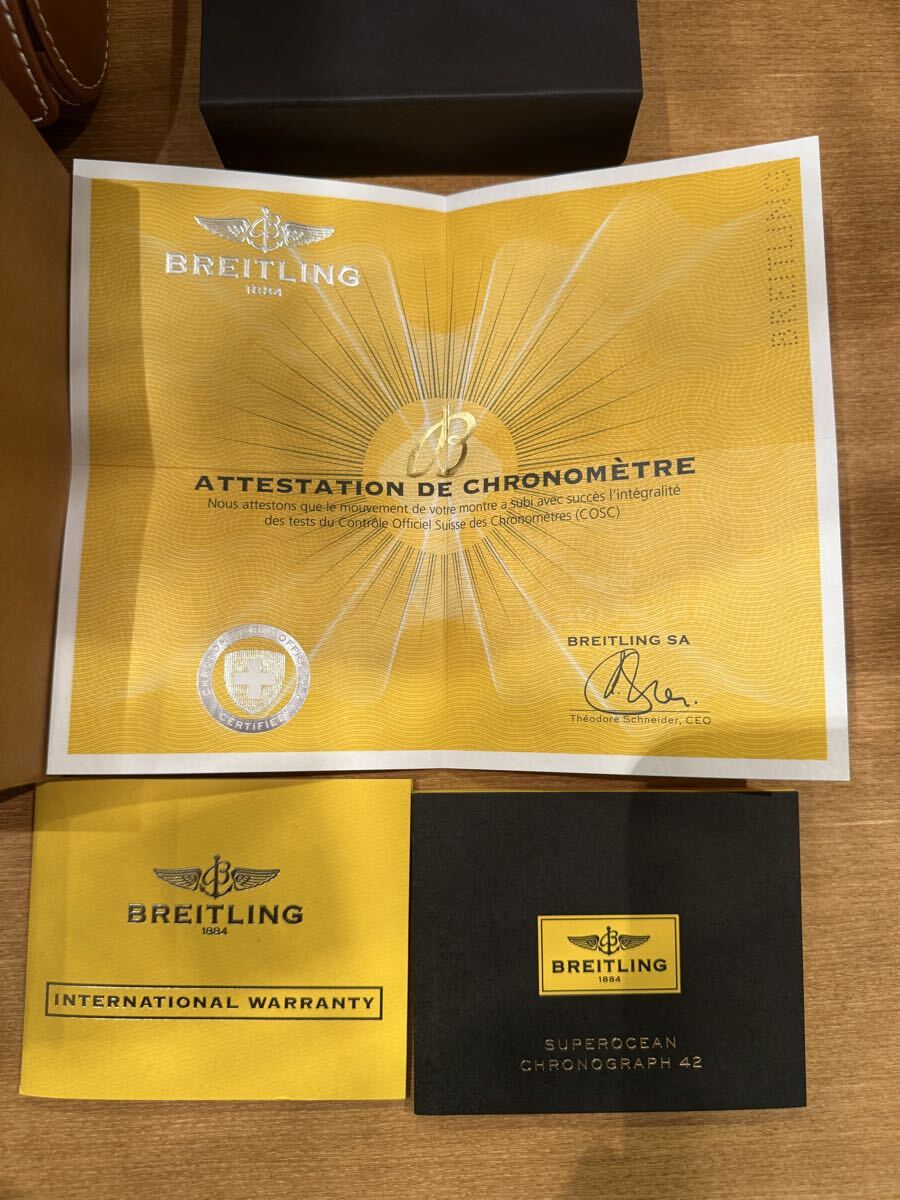 BREITLING
1884
BREITLING
ATTESTATION DE CHRONOMÈTRE
Nous attestons que le mouvement de votre montre a subi avec succès l'intégralité
des tests du Contrôle Officiel Suisse des Chronomètres (COSC)
CERTIFIED
BREITLING SA
Théodore Schneider, CEO
BREITLING
1884
INTERNATIONAL WARRANTY
BREITLING
1884
SUPEROCEAN
CHRONOGRAPH 42